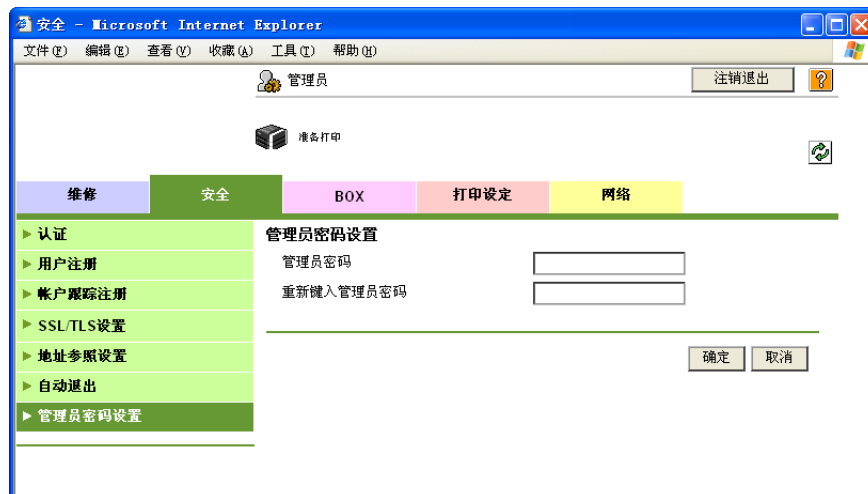 安全 - Microsoft Internet Explorer
文件(F) 编辑(E) 查看(V) 收藏(A) 工具(T) 帮助(H)
管理员 注销退出 ?
准备打印
维修 安全 BOX 打印设定 网络
认证
用户注册
帐户跟踪注册
SSL/TLS设置
地址参照设置
自动退出
管理员密码设置
管理员密码设置
管理员密码
重新键入管理员密码
确定 取消